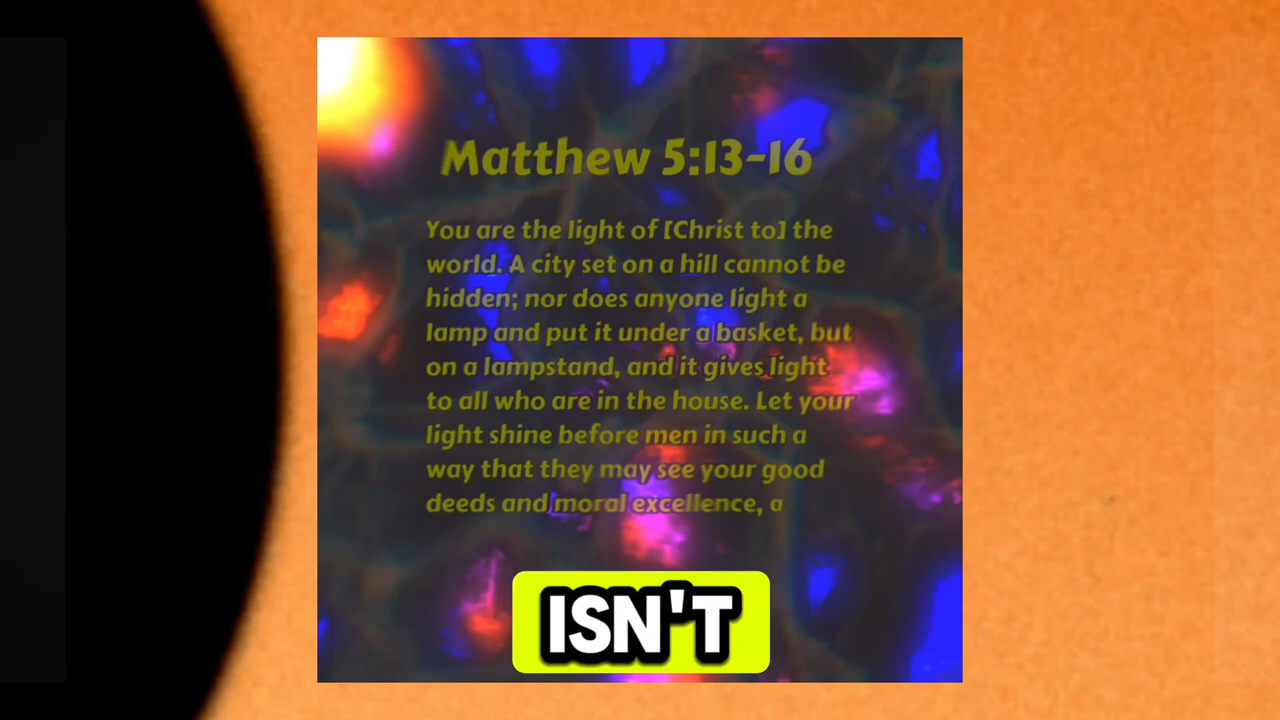 Matthew 5:13-16
You are the light of [Christ to] the
world. A city set on a hill cannot be
hidden; nor does anyone light a
lamp and put it under a basket, but
on a lampstand, and it gives light
to all who are in the house. Let your
light shine before men in such a
way that they may see your good
deeds and moral excellence, a
ISN'T